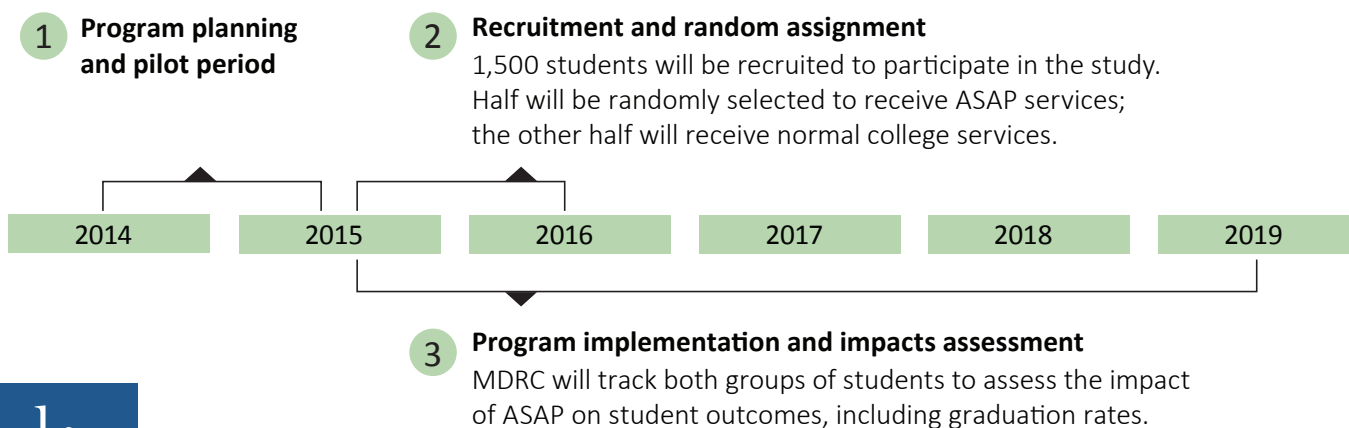 1
Program planning
and pilot period
2
Recruitment and random assignment
1,500 students will be recruited to participate in the study.
Half will be randomly selected to receive ASAP services;
the other half will receive normal college services.
2014 2015 2016 2017 2018 2019
3
Program implementation and impacts assessment
MDRC will track both groups of students to assess the impact
of ASAP on student outcomes, including graduation rates.